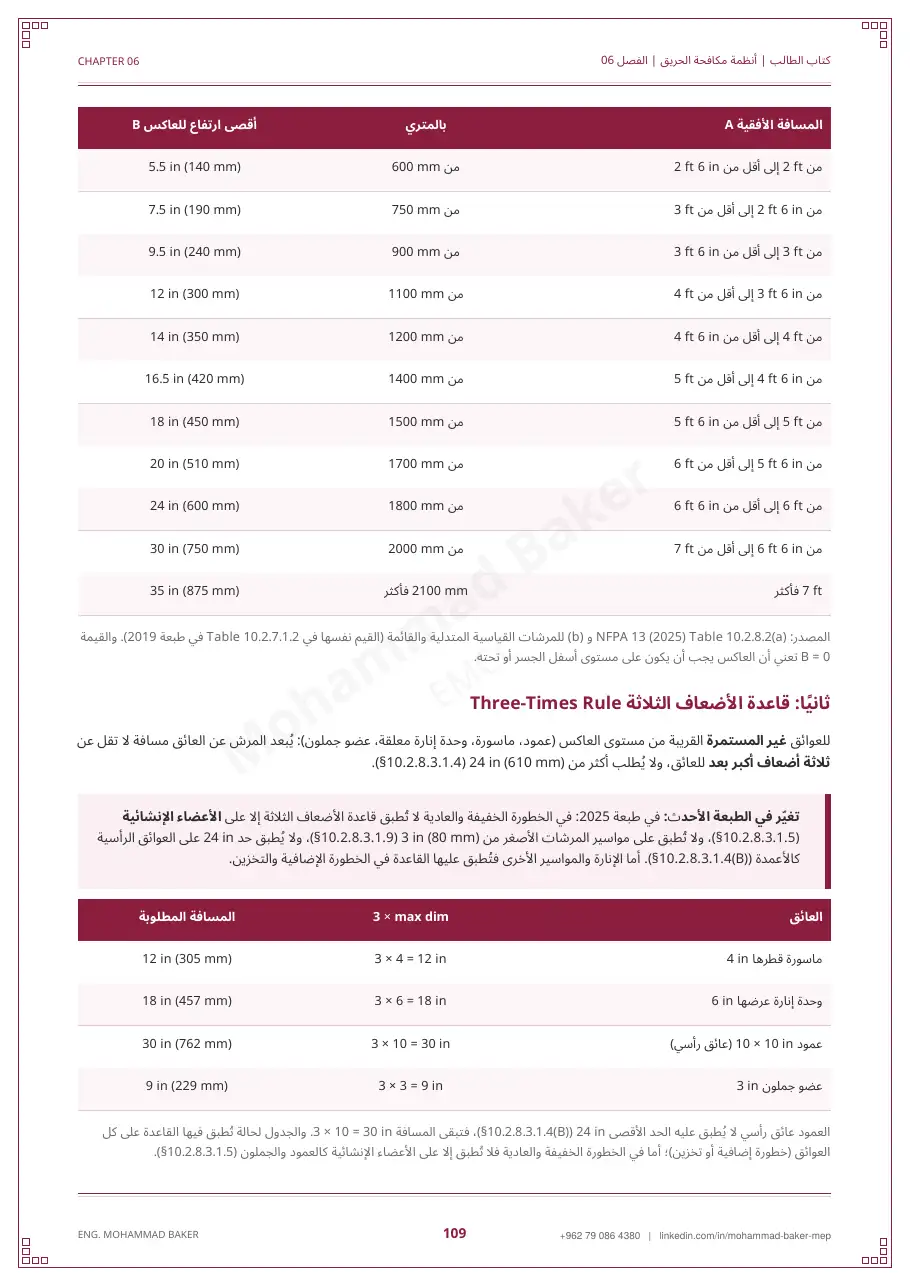 كتاب الطالب | أنظمة مكافحة الحريق | الفصل 06
CHAPTER 06
المسافة الأفقية A بالمتري أقصى ارتفاع للعاكس B
من 2 ft إلى أقل من 2 ft 6 in من 600 mm 5.5 in (140 mm)
من 2 ft 6 in إلى أقل من 3 ft من 750 mm 7.5 in (190 mm)
من 3 ft إلى أقل من 3 ft 6 in من 900 mm 9.5 in (240 mm)
من 3 ft 6 in إلى أقل من 4 ft من 1100 mm 12 in (300 mm)
من 4 ft إلى أقل من 4 ft 6 in من 1200 mm 14 in (350 mm)
من 4 ft 6 in إلى أقل من 5 ft من 1400 mm 16.5 in (420 mm)
من 5 ft إلى أقل من 5 ft 6 in من 1500 mm 18 in (450 mm)
من 5 ft 6 in إلى أقل من 6 ft من 1700 mm 20 in (510 mm)
من 6 ft إلى أقل من 6 ft 6 in من 1800 mm 24 in (600 mm)
من 6 ft 6 in إلى أقل من 7 ft من 2000 mm 30 in (750 mm)
7 ft فأكثر 2100 mm فأكثر 35 in (875 mm)
المصدر: NFPA 13 (2025) Table 10.2.8.2(a) و (b) للمرشات القياسية المتدلية والقائمة (القيم نفسها في Table 10.2.7.1.2 في طبعة 2019). والقيمة
B = 0 تعني أن العاكس يجب أن يكون على مستوى أسفل الجسر أو تحته.
ثانيًا: قاعدة الأضعاف الثلاثة Three-Times Rule
للعوائق غير المستمرة القريبة من مستوى العاكس (عمود، ماسورة، وحدة إنارة معلقة، عضو جملون): يُبعد المرش عن العائق مسافة لا تقل عن
ثلاثة أضعاف أكبر بعد للعائق، ولا يُطلب أكثر من 24 in (610 mm) (§10.2.8.3.1.4).
تغيّر في الطبعة الأحدث: في طبعة 2025: في الخطورة الخفيفة والعادية لا تُطبق قاعدة الأضعاف الثلاثة إلا على الأعضاء الإنشائية
(§10.2.8.3.1.5)، ولا تُطبق على مواسير المرشات الأصغر من 3 in (80 mm) (§10.2.8.3.1.9)، ولا يُطبق حد 24 in على العوائق الرأسية
كالأعمدة (§10.2.8.3.1.4(B)). أما الإنارة والمواسير الأخرى فتُطبق عليها القاعدة في الخطورة الإضافية والتخزين.
العائق 3 × max dim المسافة المطلوبة
ماسورة قطرها 4 in 3 × 4 = 12 in 12 in (305 mm)
وحدة إنارة عرضها 6 in 3 × 6 = 18 in 18 in (457 mm)
عمود 10 × 10 in (عائق رأسي) 3 × 10 = 30 in 30 in (762 mm)
عضو جملون 3 in 3 × 3 = 9 in 9 in (229 mm)
العمود عائق رأسي لا يُطبق عليه الحد الأقصى 24 in (§10.2.8.3.1.4(B))، فتبقى المسافة 3 × 10 = 30 in. والجدول لحالة تُطبق فيها القاعدة على كل
العوائق (خطورة إضافية أو تخزين)؛ أما في الخطورة الخفيفة والعادية فلا تُطبق إلا على الأعضاء الإنشائية كالعمود والجملون (§10.2.8.3.1.5).
Mohammad Baker
ENG. MOHAMMAD BAKER
109
+962 79 086 4380 | linkedin.com/in/mohammad-baker-mep